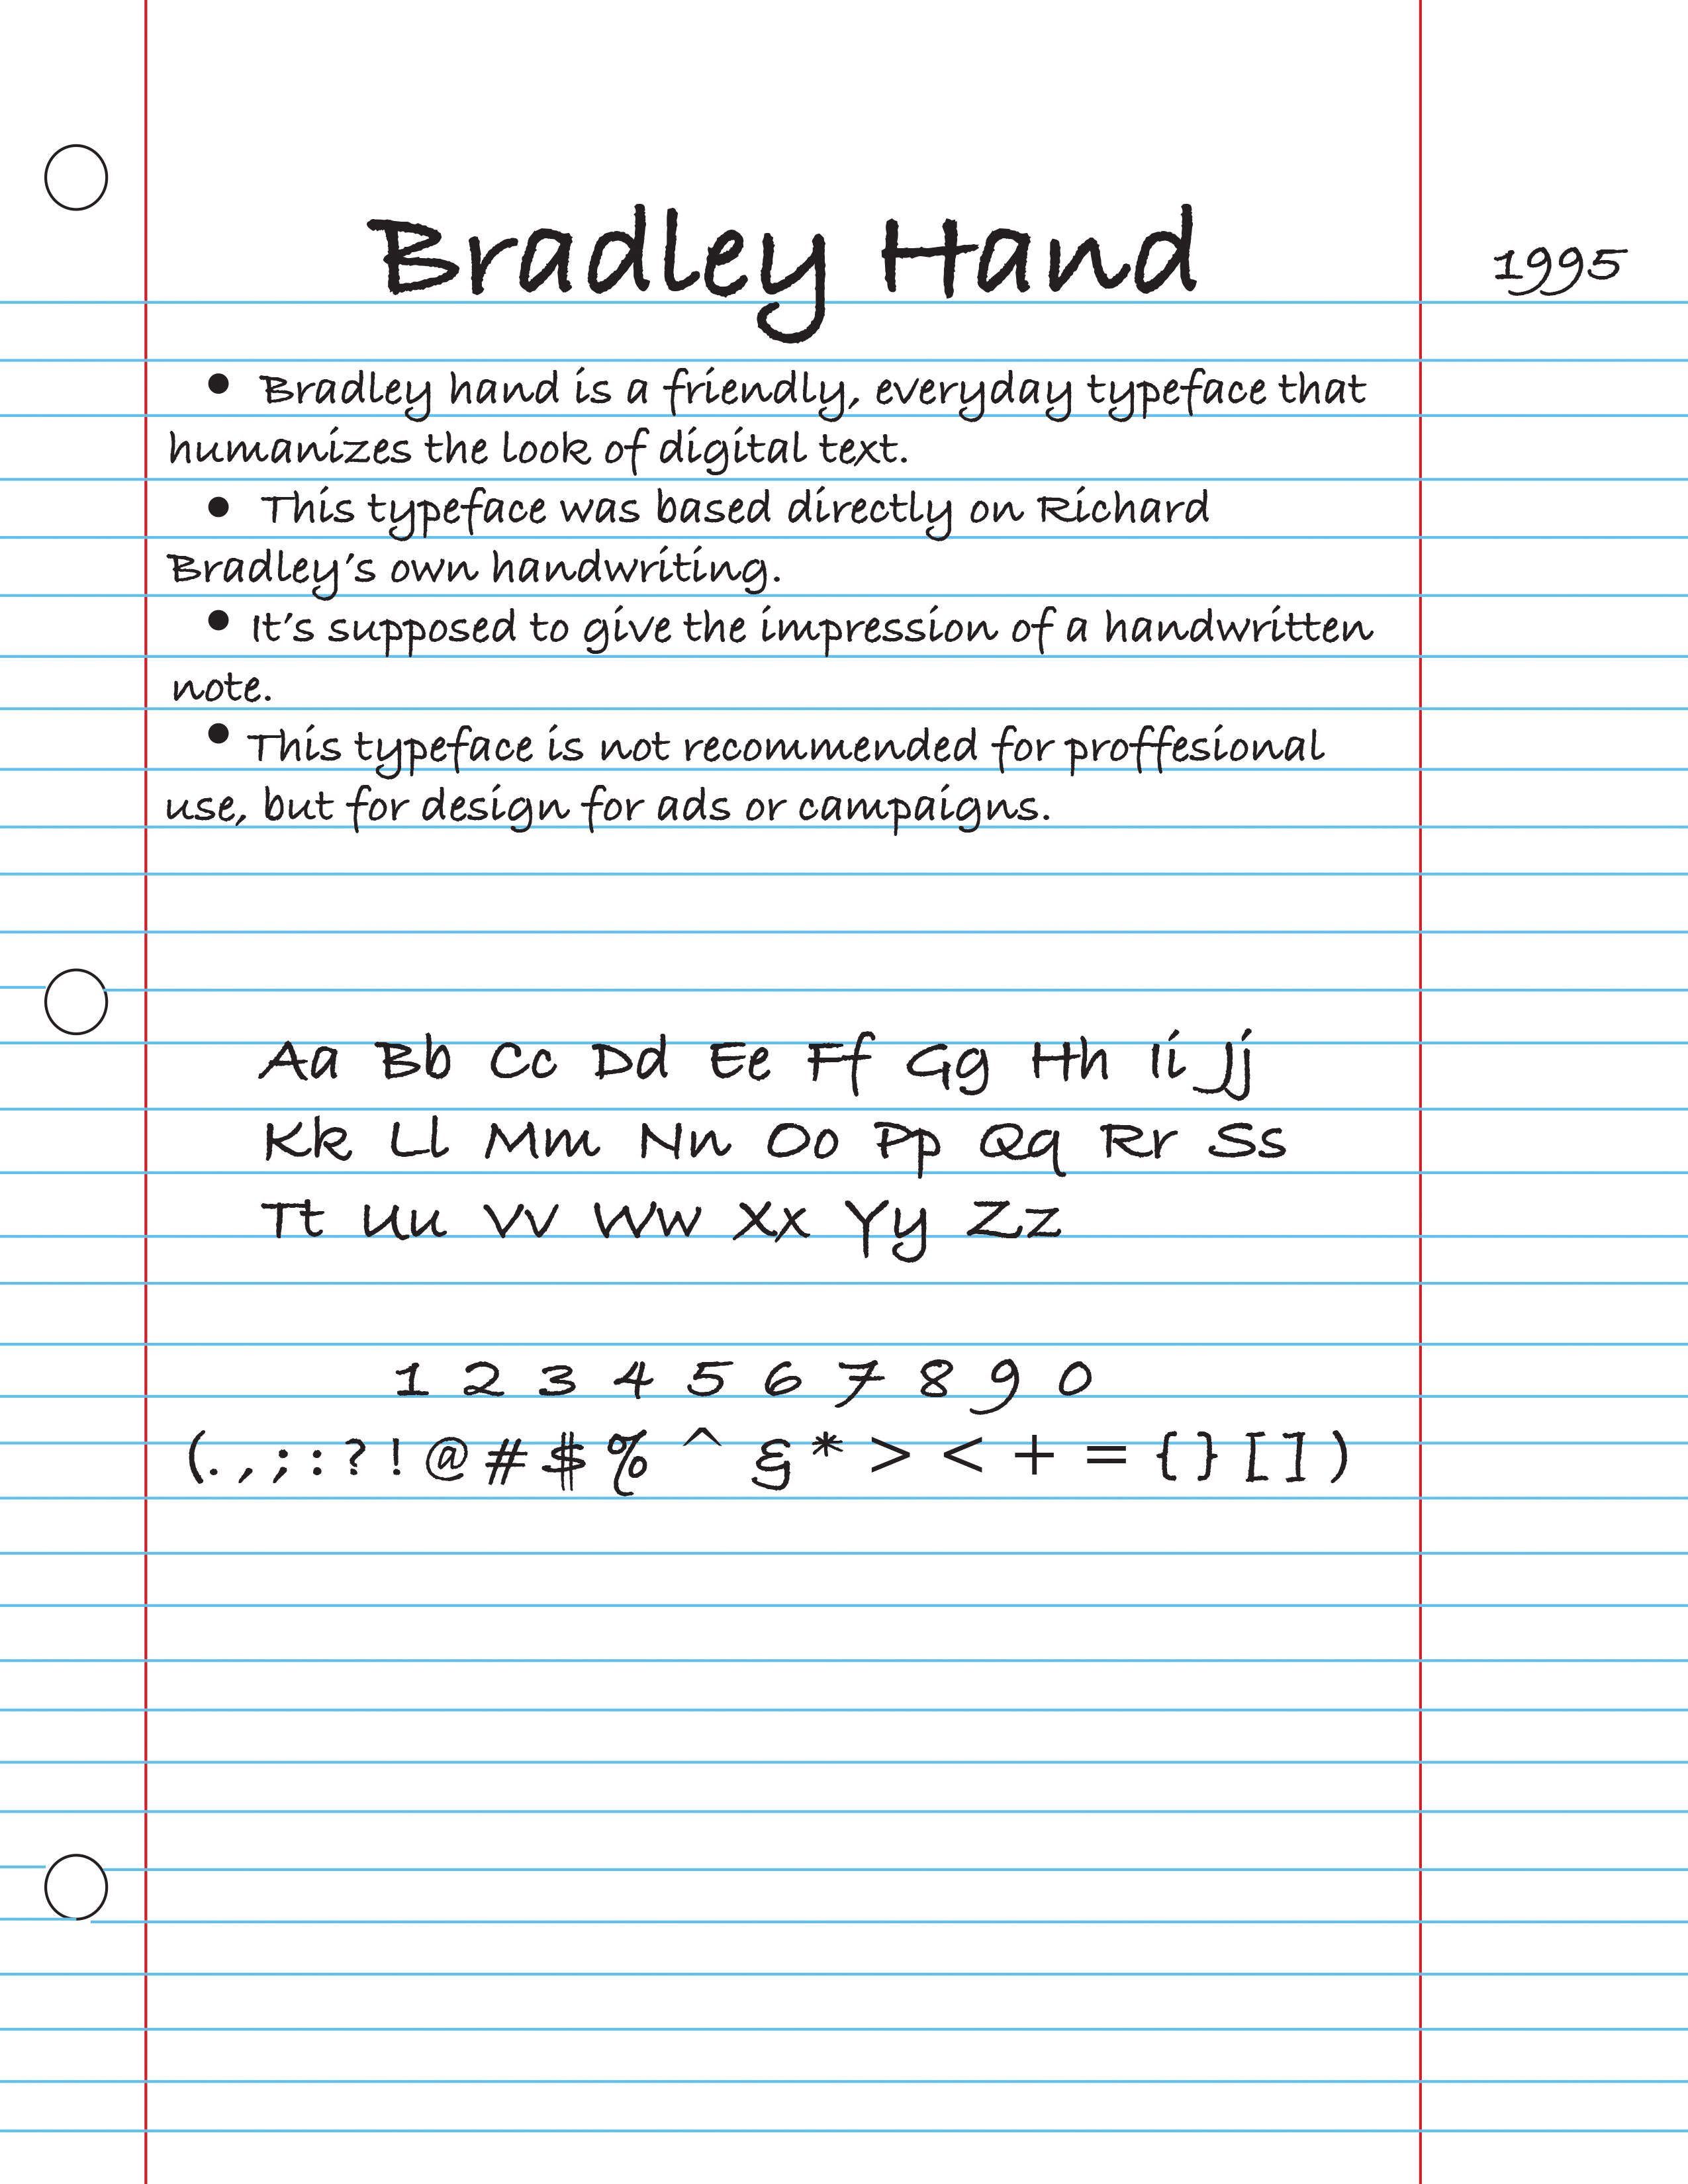 Bradley Hand 1995
• Bradley hand is a friendly, everyday typeface that
humanizes the look of digital text.
• This typeface was based directly on Richard
Bradley's own handwriting.
• It's supposed to give the impression of a handwritten
note.
• This typeface is not recommended for proffesional
use, but for design for ads or campaigns.
Aa Bb Cc Dd Ee Ff Gg Hh Ii Jj
Kk Ll Mm Nn Oo Pp Qq Rr Ss
Tt Uu Vv Ww Xx Yy Zz
1 2 3 4 5 6 7 8 9 0
(. , ; : ? ! @ # $ % ^ & * > < + = { } [ ] )